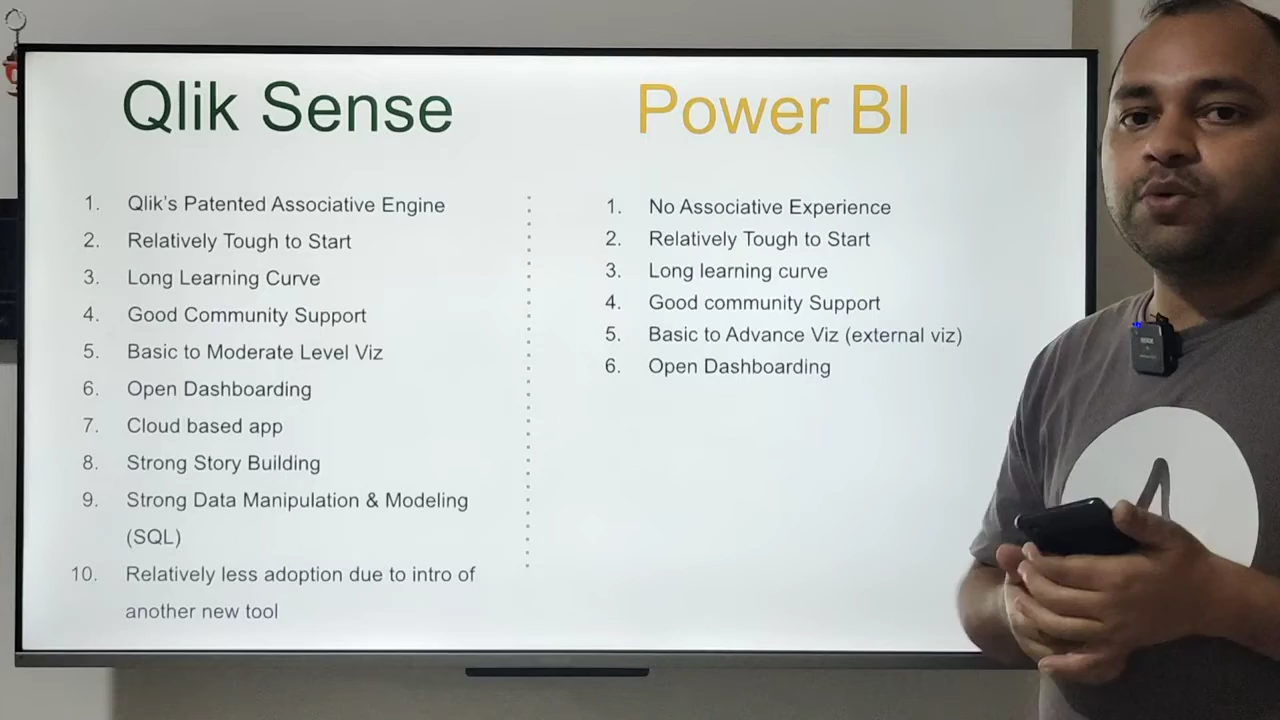 Qlik Sense
1. Qlik's Patented Associative Engine
2. Relatively Tough to Start
3. Long Learning Curve
4. Good Community Support
5. Basic to Moderate Level Viz
6. Open Dashboarding
7. Cloud based app
8. Strong Story Building
9. Strong Data Manipulation & Modeling
(SQL)
10. Relatively less adoption due to intro of
another new tool
Power BI
1. No Associative Experience
2. Relatively Tough to Start
3. Long learning curve
4. Good community Support
5. Basic to Advance Viz (external viz)
6. Open Dashboarding